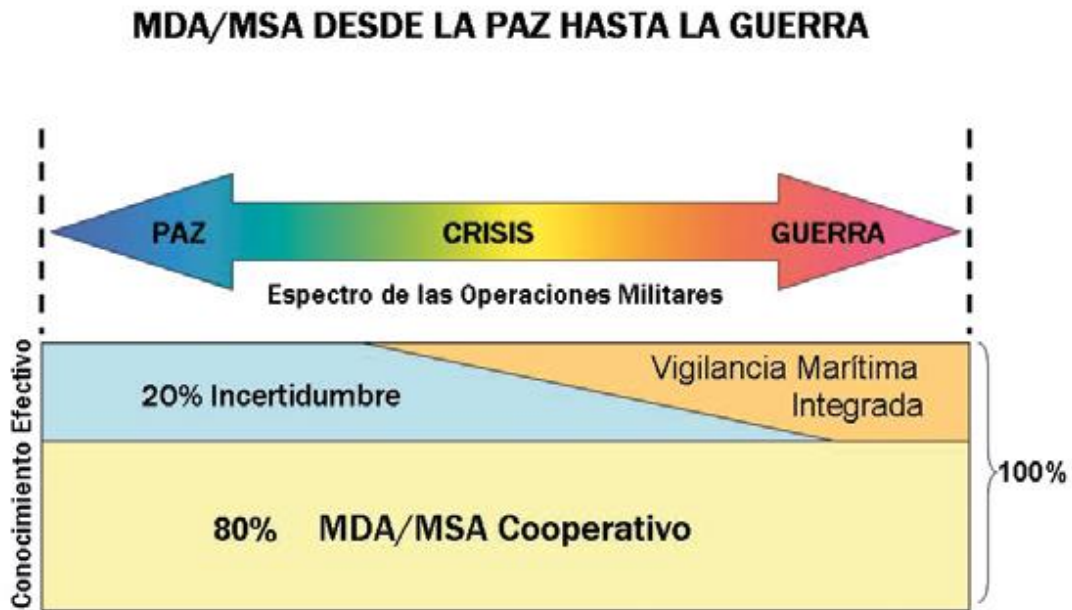 MDA/MSA DESDE LA PAZ HASTA LA GUERRA
PAZ
CRISIS
GUERRA
Espectro de las Operaciones Militares
Conocimiento Efectivo
20% Incertidumbre
Vigilancia Marítima
Integrada
100%
80% MDA/MSA Cooperativo